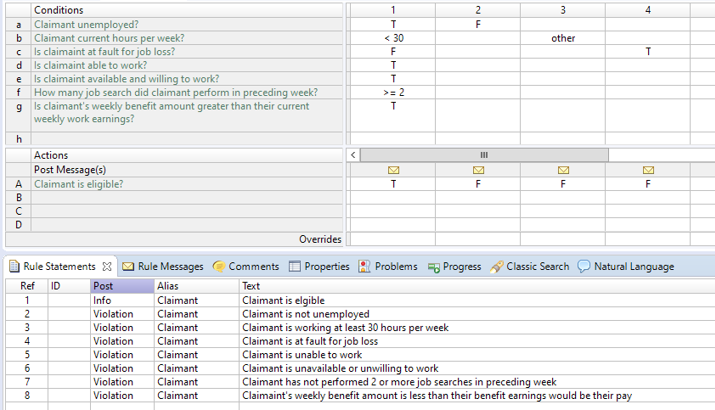 Conditions 1 2 3 4
a Claimant unemployed? T F
b Claimant current hours per week? < 30 other
c Is claimaint at fault for job loss? F T
d Is claimaint able to work? T
e Is claimaint available and willing to work? T
f How many job search did claimant perform in preceding week? >= 2
g Is claimant's weekly benefit amount greater than their current T
weekly work earnings?
h
Actions
Post Message(s)
A Claimant is eligible? T F F F
B
C
D
Overrides
Rule Statements Rule Messages Comments Properties Problems Progress Classic Search Natural Language
Ref ID Post Alias Text
1 Info Claimant Claimant is elgible
2 Violation Claimant Claimant is not unemployed
3 Violation Claimant Claimant is working at least 30 hours per week
4 Violation Claimant Claimant is at fault for job loss
5 Violation Claimant Claimant is unable to work
6 Violation Claimant Claimant is unavailable or unwilling to work
7 Violation Claimant Claimant has not performed 2 or more job searches in preceding week
8 Violation Claimant Claimaint's weekly benefit amount is less than their benefit earnings would be their pay